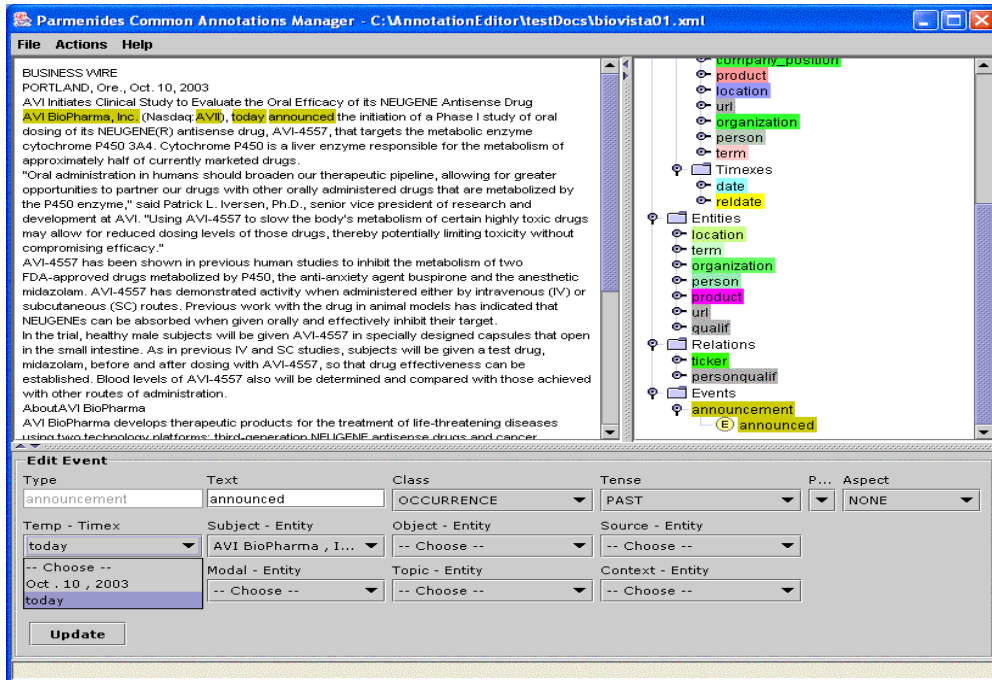 Parmenides Common Annotations Manager - C:\AnnotationEditor\testDocs\biovista01.xml
File Actions Help
BUSINESS WIRE
PORTLAND, Ore., Oct. 10, 2003
AVI Initiates Clinical Study to Evaluate the Oral Efficacy of its NEUGENE Antisense Drug
AVI BioPharma, Inc. (Nasdaq: AVII), today announced the initiation of a Phase I study of oral
dosing of its NEUGENE(R) antisense drug, AVI-4557, that targets the metabolic enzyme
cytochrome P450 3A4. Cytochrome P450 is a liver enzyme responsible for the metabolism of
approximately half of currently marketed drugs.
"Oral administration in humans should broaden our therapeutic pipeline, allowing for greater
opportunities to partner our drugs with other orally administered drugs that are metabolized by
the P450 enzyme," said Patrick L. Iversen, Ph.D., senior vice president of research and
development at AVI. "Using AVI-4557 to slow the body's metabolism of certain highly toxic drugs
may allow for reduced dosing levels of those drugs, thereby potentially limiting toxicity without
compromising efficacy."
AVI-4557 has been shown in previous human studies to inhibit the metabolism of two
FDA-approved drugs metabolized by P450, the anti-anxiety agent buspirone and the anesthetic
midazolam. AVI-4557 has demonstrated activity when administered either by intravenous (IV) or
subcutaneous (SC) routes. Previous work with the drug in animal models has indicated that
NEUGENEs can be absorbed when given orally and effectively inhibit their target.
In the trial, healthy male subjects will be given AVI-4557 in specially designed capsules that open
in the small intestine. As in previous IV and SC studies, subjects will be given a test drug,
midazolam, before and after dosing with AVI-4557, so that drug effectiveness can be
established. Blood levels of AVI-4557 also will be determined and compared with those achieved
with other routes of administration.
AboutAVI BioPharma
AVI BioPharma develops therapeutic products for the treatment of life-threatening diseases
using two technology platforms: third-generation NEUGENE antisense drugs and cancer
company_position
product
location
url
organization
person
term
Timexes
date
reldate
Entities
location
term
organization
person
product
url
qualif
Relations
ticker
personqualif
Events
announcement
E announced
Edit Event
Type Text Class Tense P... Aspect
announcement announced OCCURRENCE PAST NONE
Temp - Timex Subject - Entity Object - Entity Source - Entity
today AVI BioPharma , I... -- Choose -- -- Choose --
-- Choose --
Oct . 10 , 2003
today
Modal - Entity Topic - Entity Context - Entity
-- Choose -- -- Choose -- -- Choose --
Update